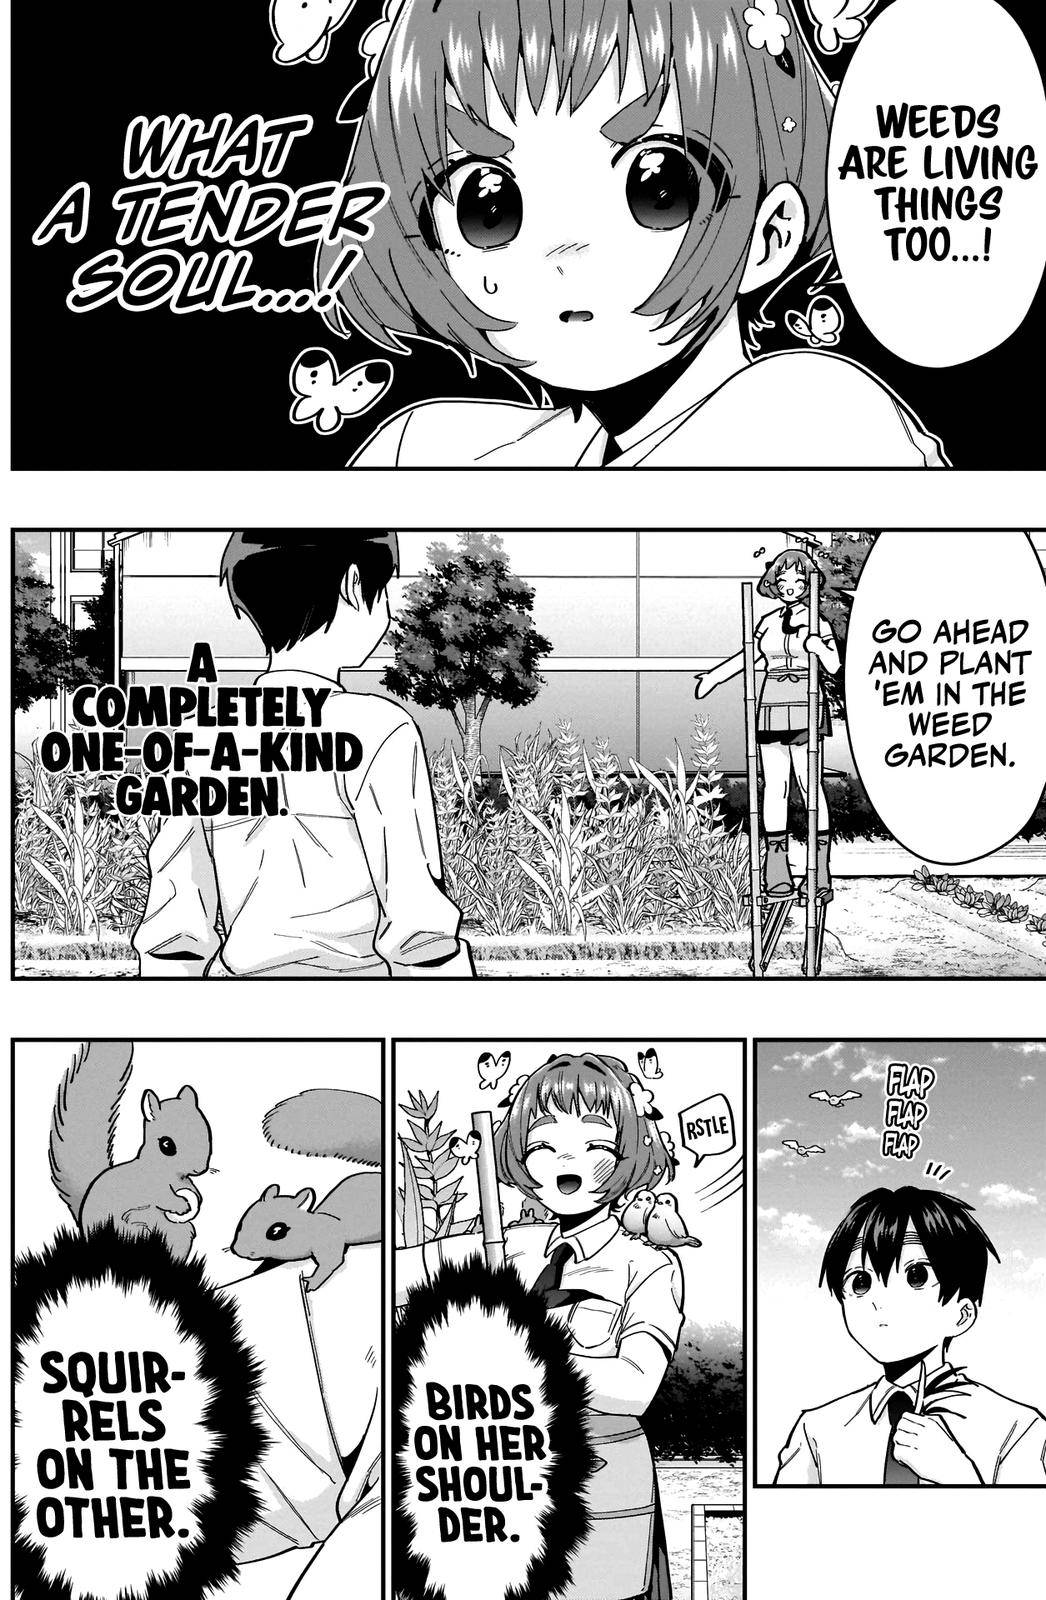 WEEDS
ARE LIVING
THINGS
TOO...!
WHAT
A TENDER
SOUL....!
GO AHEAD
AND PLANT
'EM IN THE
WEED
GARDEN.
A
COMPLETELY
ONE-OF-A-KIND
GARDEN.
FLAP
FLAP
FLAP
RSTLE
BIRDS
ON HER
SHOUL-
DER.
SQUIR-
RELS
ON THE
OTHER.